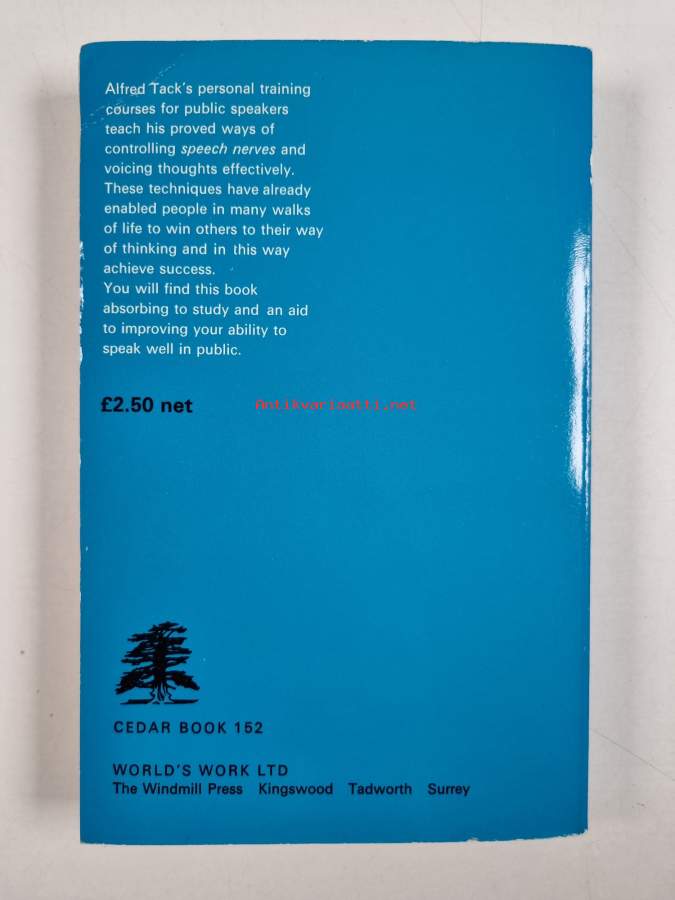 Alfred Tack's personal training
courses for public speakers
teach his proved ways of
controlling speech nerves and
voicing thoughts effectively.
These techniques have already
enabled people in many walks
of life to win others to their way
of thinking and in this way
achieve success.
You will find this book
absorbing to study and an aid
to improving your ability to
speak well in public.
£2.50 net
Antikvariaatti.net
CEDAR BOOK 152
WORLD'S WORK LTD
The Windmill Press Kingswood Tadworth Surrey